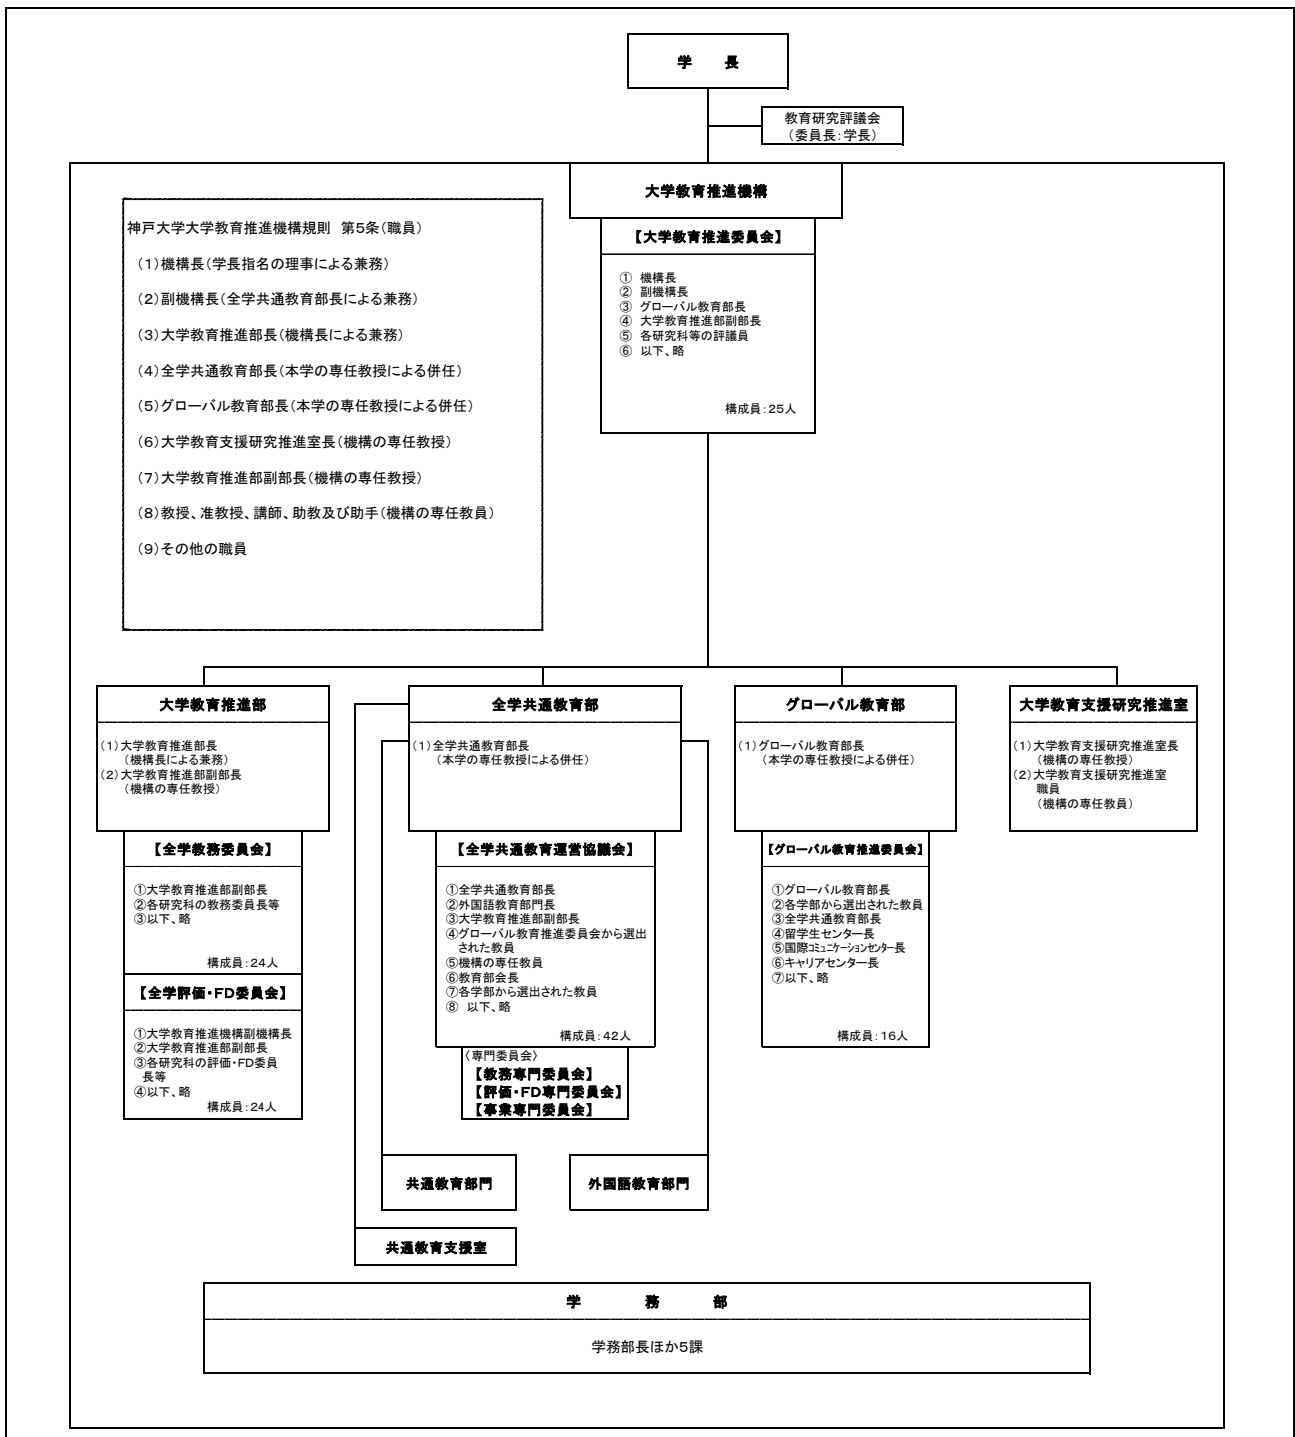 学　長
教育研究評議会
（委員長：学長）
大学教育推進機構
【大学教育推進委員会】
① 機構長
② 副機構長
③ グローバル教育部長
④ 大学教育推進部副部長
⑤ 各研究科等の評議員
⑥ 以下、略
構成員：25人
神戸大学大学教育推進機構規則　第5条（職員）
（1）機構長（学長指名の理事による兼務）
（2）副機構長（全学共通教育部長による兼務）
（3）大学教育推進部長（機構長による兼務）
（4）全学共通教育部長（本学の専任教授による併任）
（5）グローバル教育部長（本学の専任教授による併任）
（6）大学教育支援研究推進室長（機構の専任教授）
（7）大学教育推進部副部長（機構の専任教授）
（8）教授、准教授、講師、助教及び助手（機構の専任教員）
（9）その他の職員
大学教育推進部
（1）大学教育推進部長
（機構長による兼務）
（2）大学教育推進部副部長
（機構の専任教授）
【全学教務委員会】
①大学教育推進部副部長
②各研究科の教務委員長等
③以下、略
構成員：24人
【全学評価・FD委員会】
①大学教育推進機構副機構長
②大学教育推進部副部長
③各研究科の評価・FD委員
長等
④以下、略
構成員：24人
全学共通教育部
（1）全学共通教育部長
（本学の専任教授による併任）
【全学共通教育運営協議会】
①全学共通教育部長
②外国語教育部門長
③大学教育推進部副部長
④グローバル教育推進委員会から選出
された教員
⑤機構の専任教員
⑥教育部会長
⑦各学部から選出された教員
⑧ 以下、略
構成員：42人
〈専門委員会〉
【教務専門委員会】
【評価・FD専門委員会】
【事業専門委員会】
グローバル教育部
（1）グローバル教育部長
（本学の専任教授による併任）
【グローバル教育推進委員会】
①グローバル教育部長
②各学部から選出された教員
③全学共通教育部長
④留学生センター長
⑤国際コミュニケーションセンター長
⑥キャリアセンター長
⑦以下、略
構成員：16人
大学教育支援研究推進室
（1）大学教育支援研究推進室長
（機構の専任教授）
（2）大学教育支援研究推進室
職員
（機構の専任教員）
共通教育部門
外国語教育部門
共通教育支援室
学　務　部
学務部長ほか5課